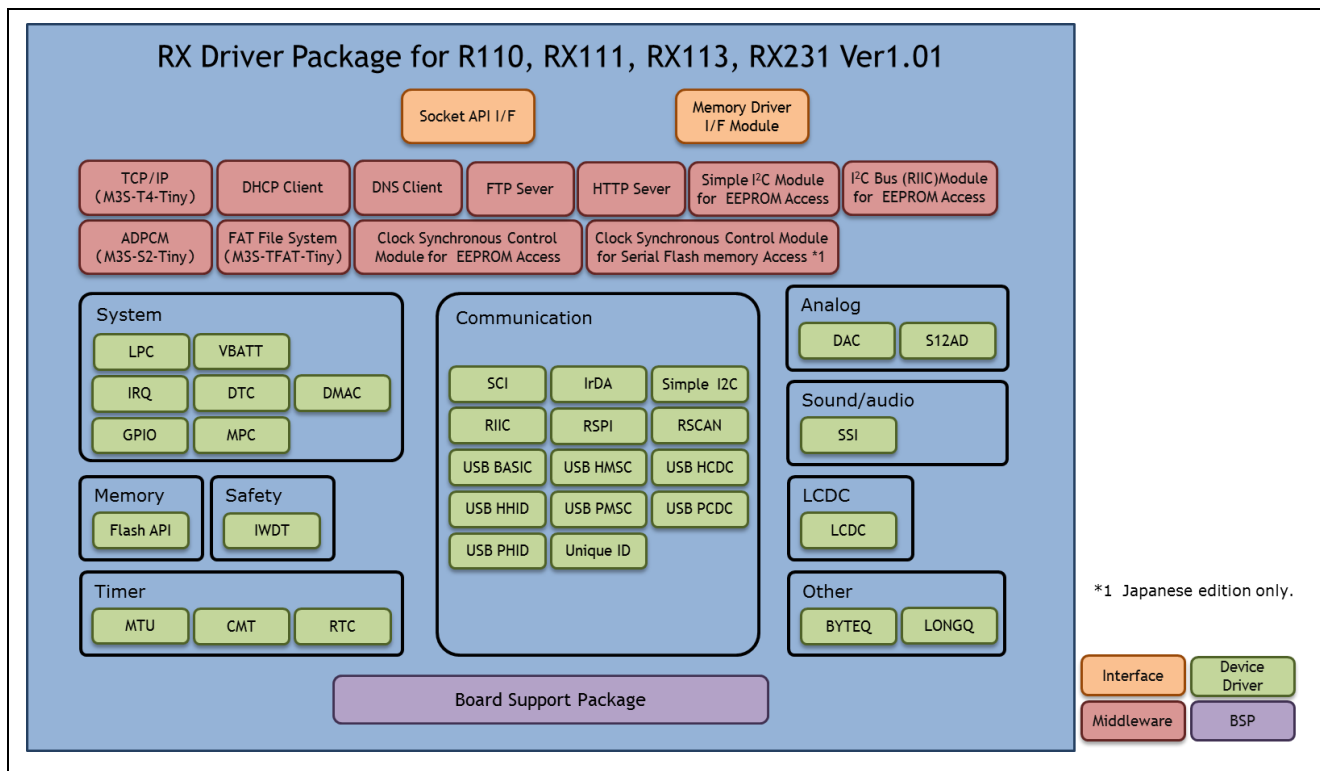 RX Driver Package for R110, RX111, RX113, RX231 Ver1.01
Socket API I/F
Memory Driver
I/F Module
TCP/IP
(M3S-T4-Tiny)
DHCP Client
DNS Client
FTP Sever
HTTP Sever
Simple I²C Module
for EEPROM Access
I²C Bus (RIIC)Module
for EEPROM Access
ADPCM
(M3S-S2-Tiny)
FAT File System
(M3S-TFAT-Tiny)
Clock Synchronous Control
Module for EEPROM Access
Clock Synchronous Control Module
for Serial Flash memory Access *1
System
LPC
VBATT
IRQ
DTC
DMAC
GPIO
MPC
Memory
Flash API
Safety
IWDT
Timer
MTU
CMT
RTC
Communication
SCI
IrDA
Simple I2C
RIIC
RSPI
RSCAN
USB BASIC
USB HMSC
USB HCDC
USB HHID
USB PMSC
USB PCDC
USB PHID
Unique ID
Analog
DAC
S12AD
Sound/audio
SSI
LCDC
LCDC
Other
BYTEQ
LONGQ
Board Support Package
*1 Japanese edition only.
Interface
Device
Driver
Middleware
BSP